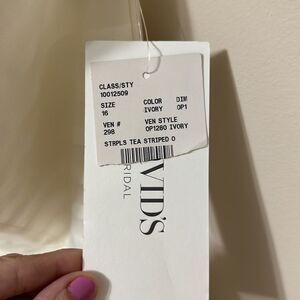 CLASS/STY
10012509
SIZE COLOR DIM
16 IVORY OP1
VEN # VEN STYLE
298 OP1280 IVORY
STRPLS TEA STRIPED O
VID'S
RIDAL